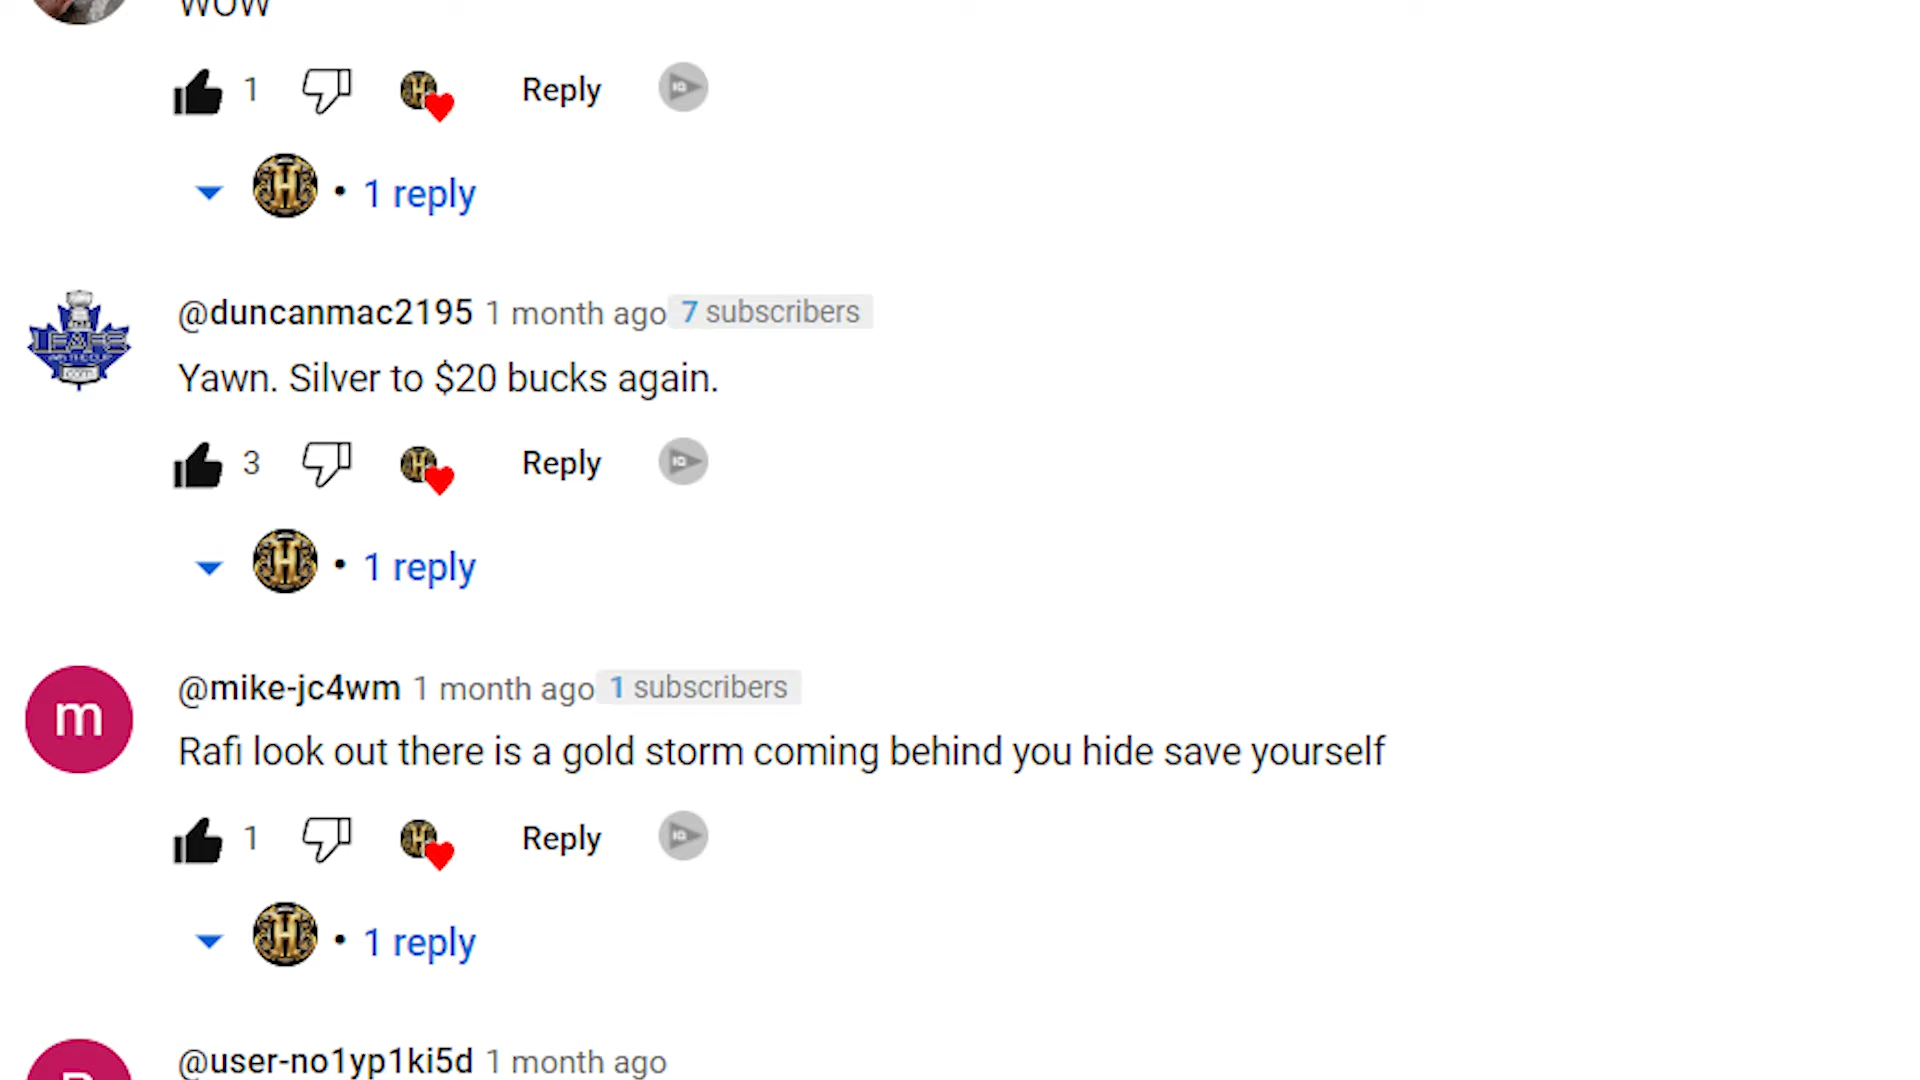 wow
1 Reply
1 reply
@duncanmac2195 1 month ago 7 subscribers
LEAFS
Yawn. Silver to $20 bucks again.
3 Reply
1 reply
m @mike-jc4wm 1 month ago 1 subscribers
Rafi look out there is a gold storm coming behind you hide save yourself
1 Reply
1 reply
@user-no1yp1ki5d 1 month ago